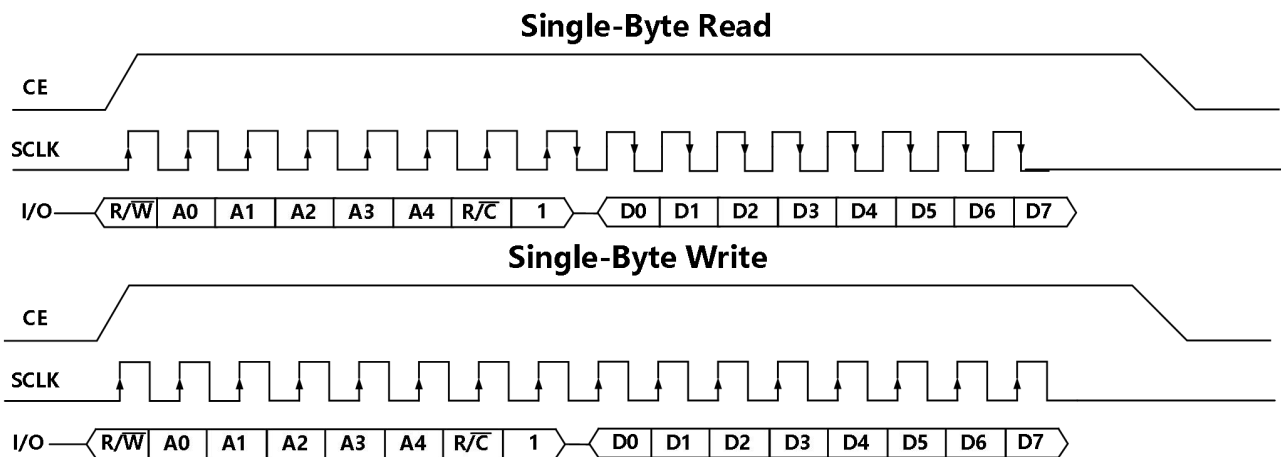 Single-Byte Read
CE
SCLK
I/O R/W̅ A0 A1 A2 A3 A4 R/C̅ 1 D0 D1 D2 D3 D4 D5 D6 D7
Single-Byte Write
CE
SCLK
I/O R/W̅ A0 A1 A2 A3 A4 R/C̅ 1 D0 D1 D2 D3 D4 D5 D6 D7